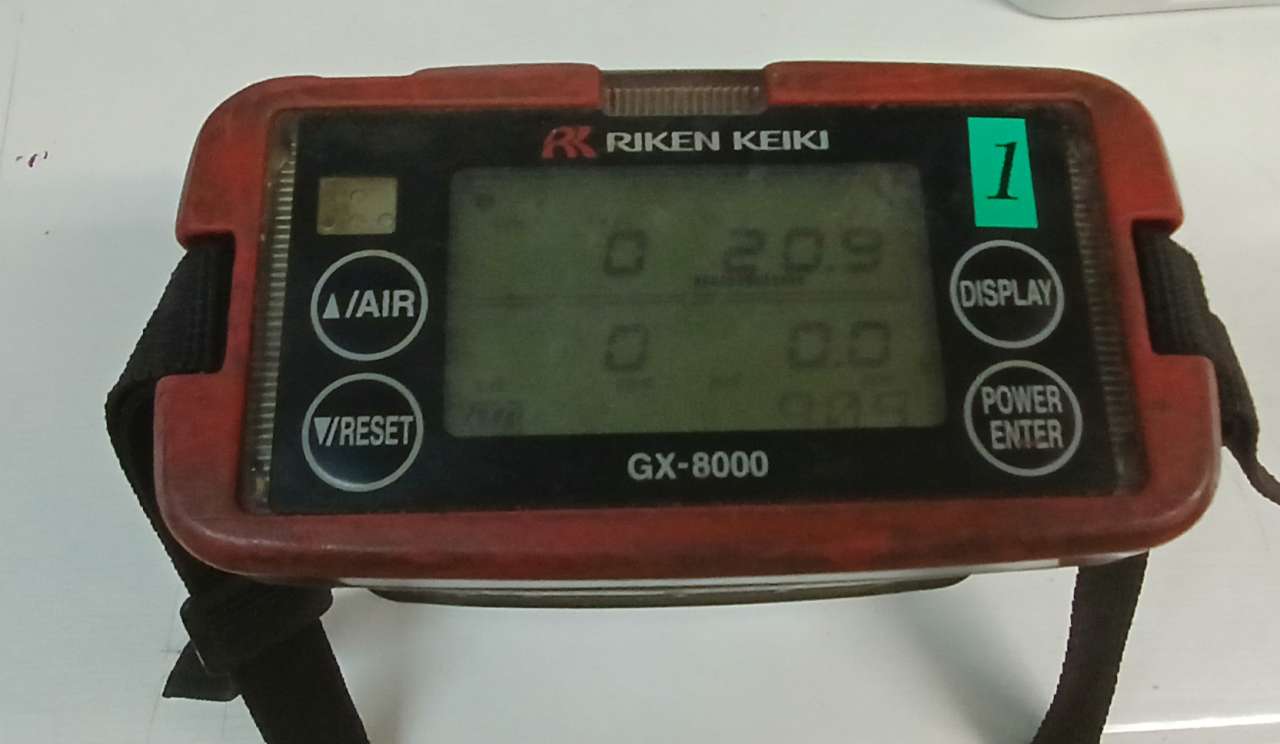 RK RIKEN KEIKI
1
0 20.9
▲/AIR
DISPLAY
0 0.0
▼/RESET
POWER
ENTER
GX-8000